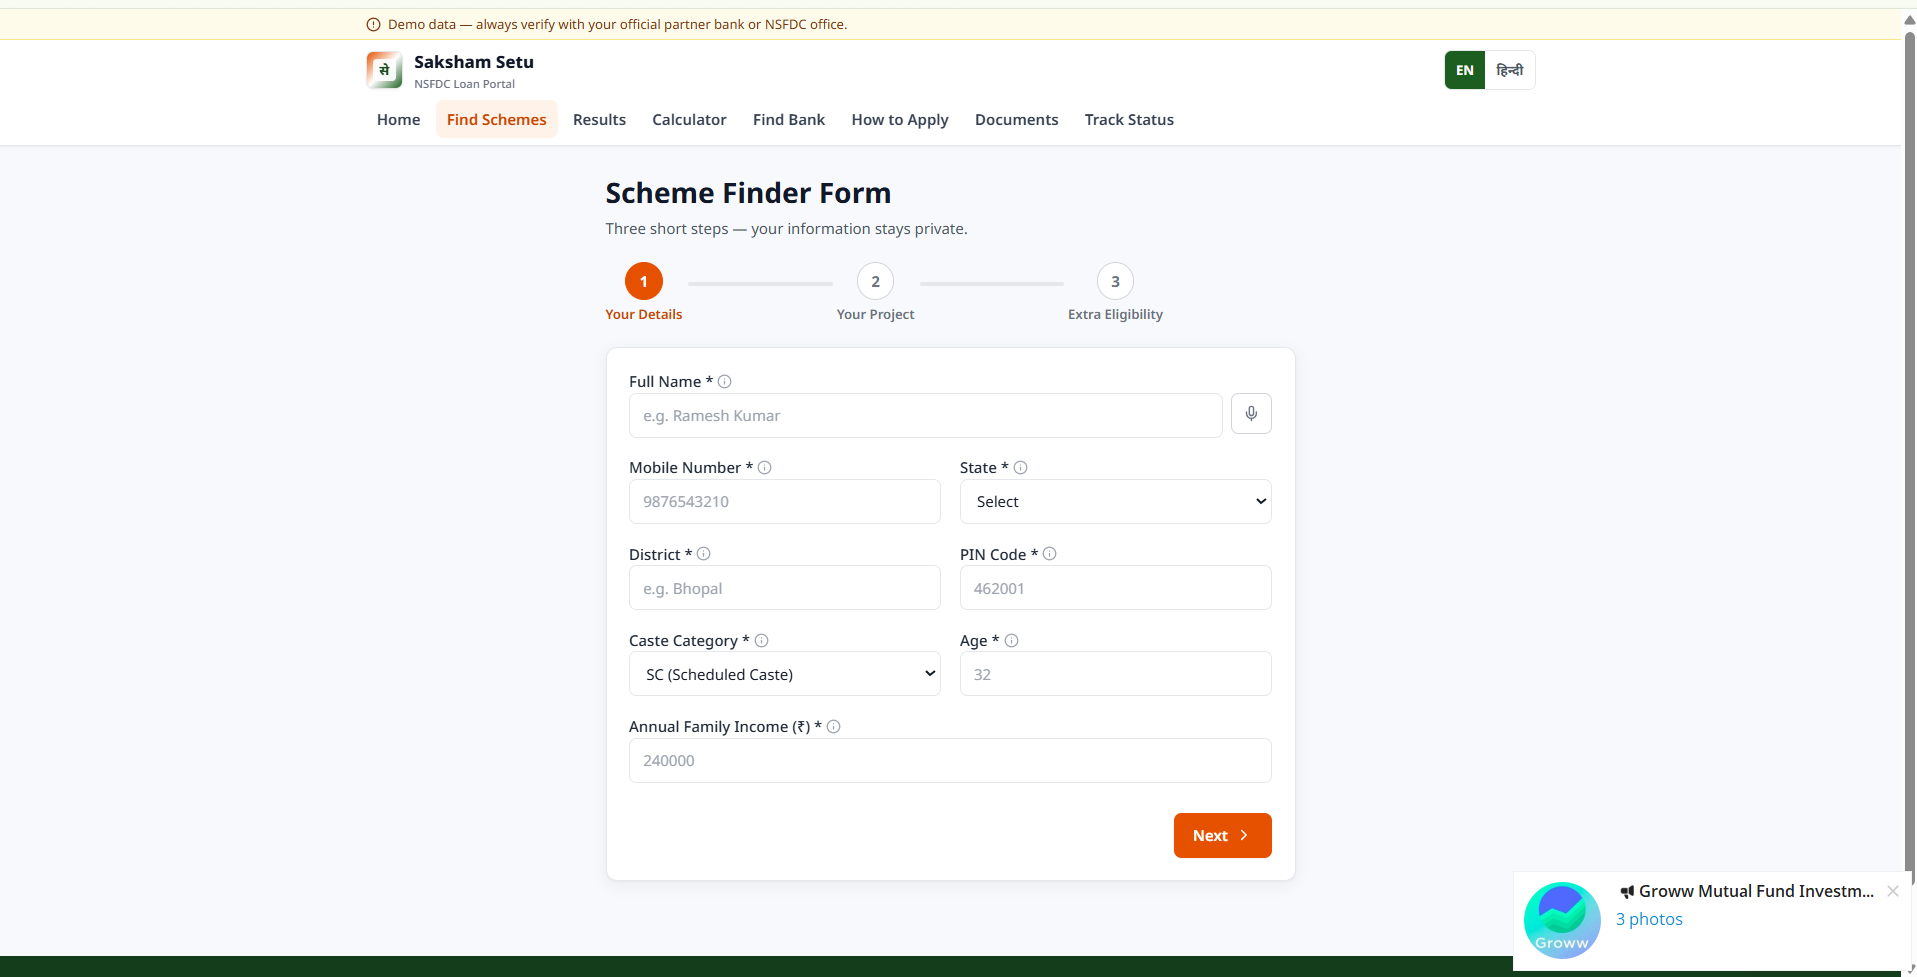 Demo data — always verify with your official partner bank or NSFDC office.
से
Saksham Setu
NSFDC Loan Portal
EN हिन्दी
Home Find Schemes Results Calculator Find Bank How to Apply Documents Track Status
Scheme Finder Form
Three short steps — your information stays private.
1 2 3
Your Details Your Project Extra Eligibility
Full Name *
e.g. Ramesh Kumar
Mobile Number * State *
9876543210 Select
District * PIN Code *
e.g. Bhopal 462001
Caste Category * Age *
SC (Scheduled Caste) 32
Annual Family Income (₹) *
240000
Next
Groww Mutual Fund Investm...
3 photos
Groww